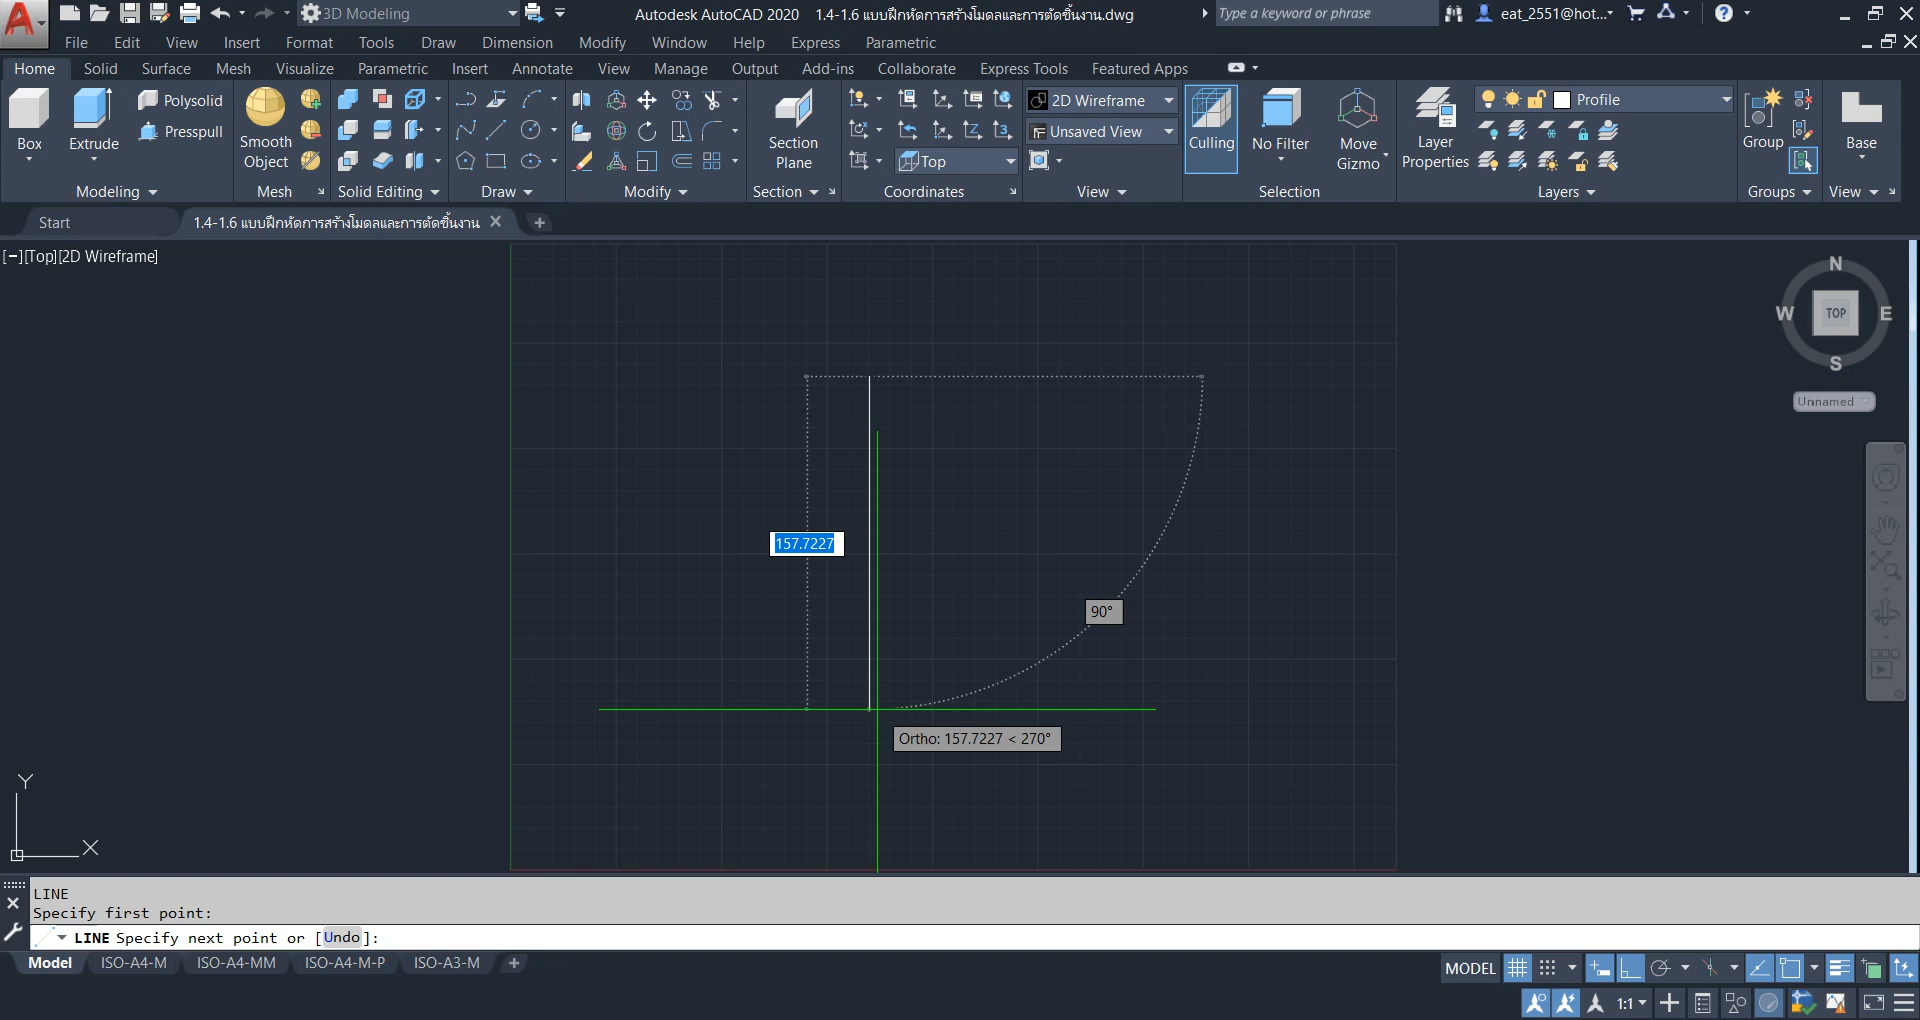 3D Modeling
Autodesk AutoCAD 2020 1.4-1.6 แบบฝึกหัดการสร้างโมดลและการตัดชิ้นงาน.dwg
Type a keyword or phrase
eat_2551@hot...
File Edit View Insert Format Tools Draw Dimension Modify Window Help Express Parametric
Home Solid Surface Mesh Visualize Parametric Insert Annotate View Manage Output Add-ins Collaborate Express Tools Featured Apps
Box
Extrude
Polysolid
Presspull
Modeling
Smooth
Object
Mesh
Solid Editing
Draw
Modify
Section
Plane
Section
Top
Coordinates
2D Wireframe
Unsaved View
View
Culling
No Filter
Move
Gizmo
Selection
Layer
Properties
Profile
Layers
Group
Groups
Base
View
Start
1.4-1.6 แบบฝึกหัดการสร้างโมดลและการตัดชิ้นงาน
[−][Top][2D Wireframe]
N
W TOP E
S
Unnamed
157.7227
90°
Ortho: 157.7227 < 270°
Y
X
LINE
Specify first point:
LINE Specify next point or [Undo]:
Model ISO-A4-M ISO-A4-MM ISO-A4-M-P ISO-A3-M
MODEL
1:1